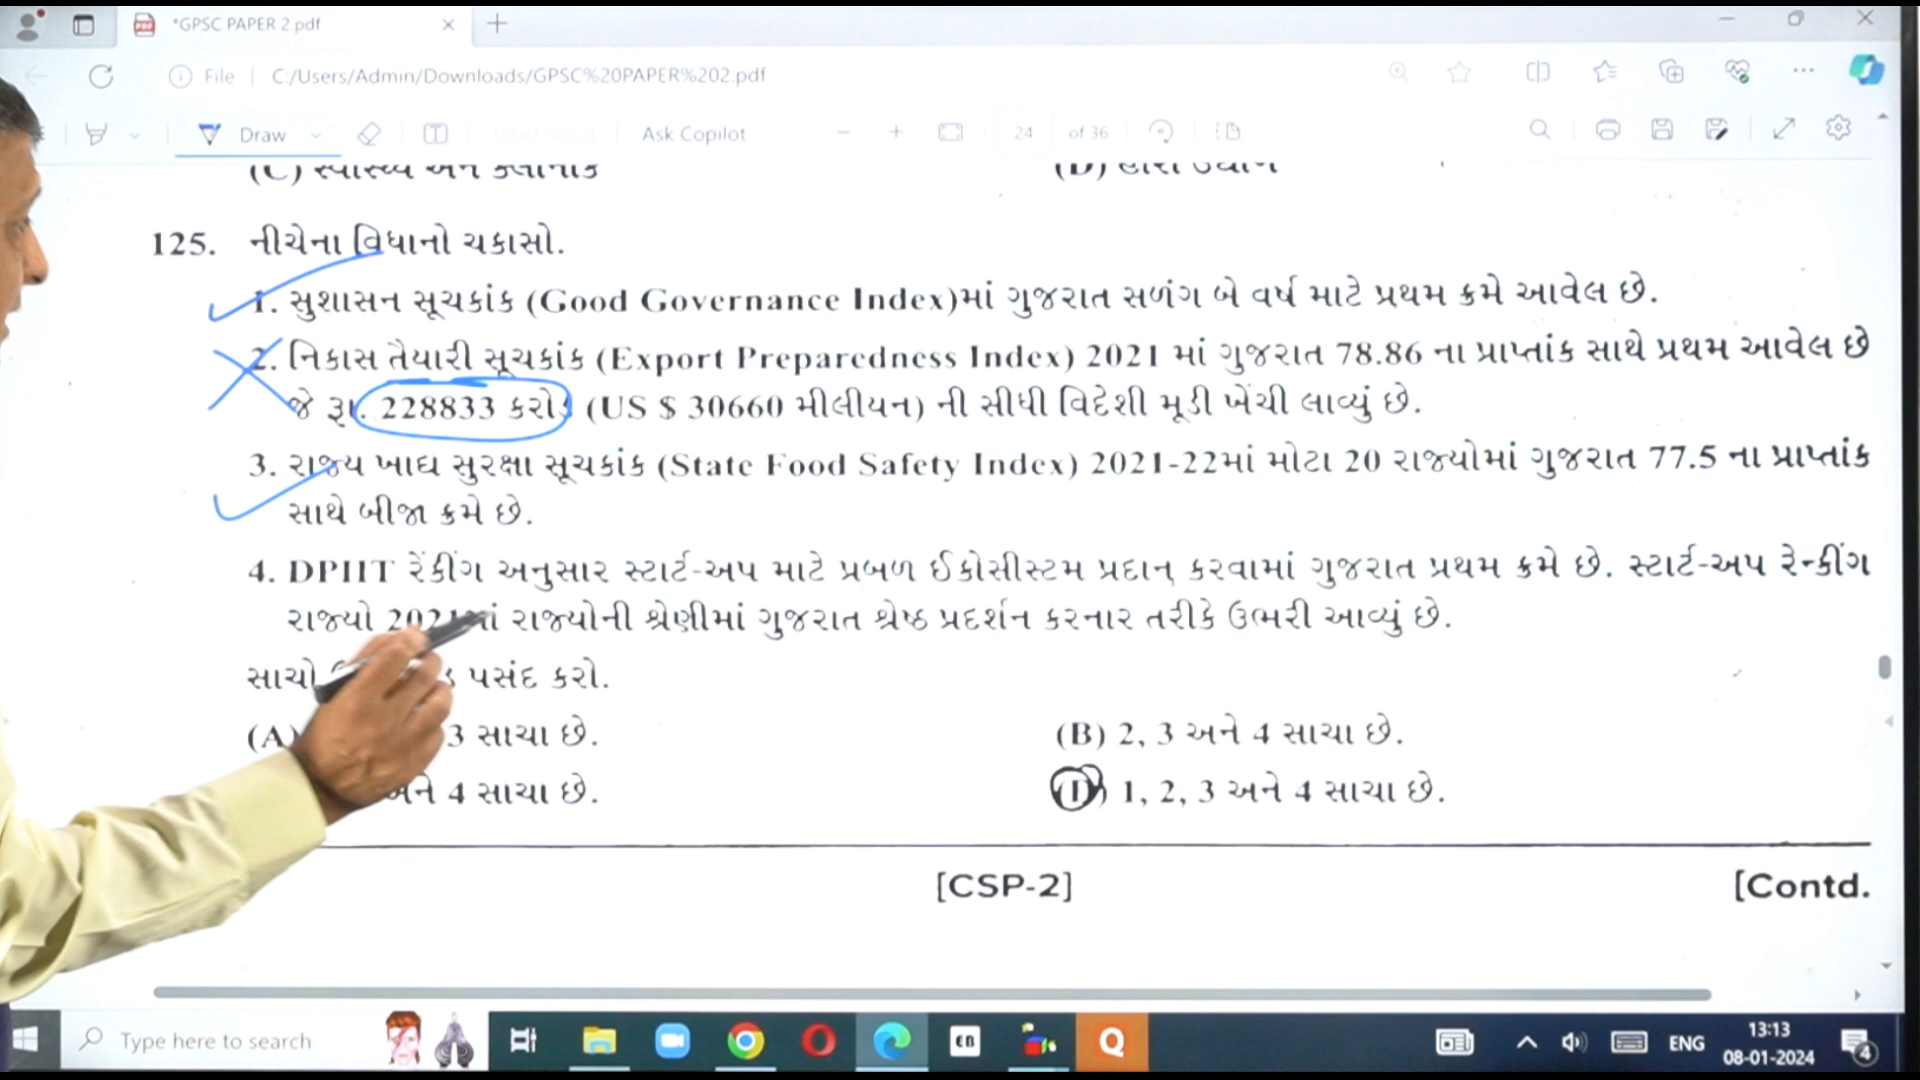 *GPSC PAPER 2.pdf
File C:/Users/Admin/Downloads/GPSC%20PAPER%202.pdf
Draw Ask Copilot 24 of 36
125. નીચેના વિધાનો ચકાસો.
1. સુશાસન સૂચકાંક (Good Governance Index)માં ગુજરાત સળંગ બે વર્ષ માટે પ્રથમ ક્રમે આવેલ છે.
2. નિકાસ તૈયારી સૂચકાંક (Export Preparedness Index) 2021 માં ગુજરાત 78.86 ના પ્રાપ્તાંક સાથે પ્રથમ આવેલ છે
જે રૂા. 228833 કરોડ (US $ 30660 મીલીયન) ની સીધી વિદેશી મૂડી ખેંચી લાવ્યું છે.
3. રાજ્ય ખાદ્ય સુરક્ષા સૂચકાંક (State Food Safety Index) 2021-22માં મોટા 20 રાજ્યોમાં ગુજરાત 77.5 ના પ્રાપ્તાંક
સાથે બીજા ક્રમે છે.
4. DPIIT રેંકીંગ અનુસાર સ્ટાર્ટ-અપ માટે પ્રબળ ઈકોસીસ્ટમ પ્રદાન કરવામાં ગુજરાત પ્રથમ ક્રમે છે. સ્ટાર્ટ-અપ રેન્કીંગ
રાજ્યો 2021માં રાજ્યોની શ્રેણીમાં ગુજરાત શ્રેષ્ઠ પ્રદર્શન કરનાર તરીકે ઉભરી આવ્યું છે.
સાચો પસંદ કરો.
(A) 3 સાચા છે. (B) 2, 3 અને 4 સાચા છે.
અને 4 સાચા છે. (D) 1, 2, 3 અને 4 સાચા છે.
[CSP-2] [Contd.
Type here to search ENG 13:13
08-01-2024 4